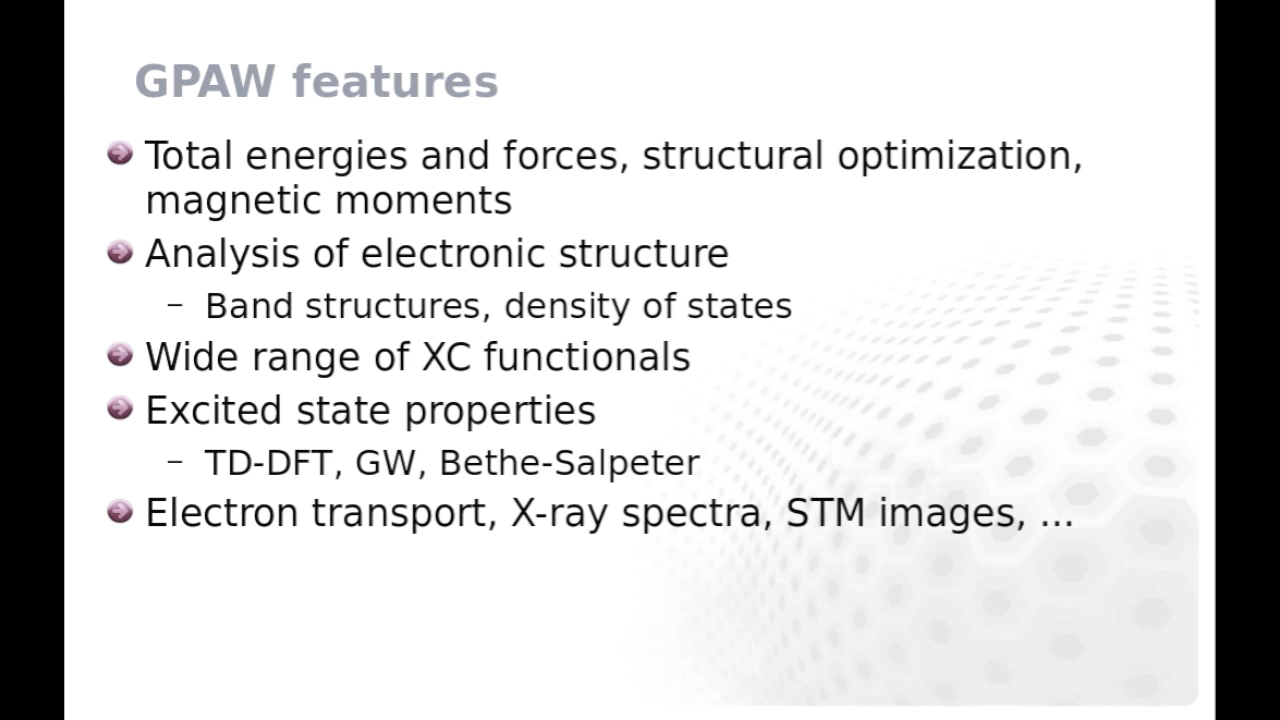 GPAW features
Total energies and forces, structural optimization,
magnetic moments
Analysis of electronic structure
– Band structures, density of states
Wide range of XC functionals
Excited state properties
– TD-DFT, GW, Bethe-Salpeter
Electron transport, X-ray spectra, STM images, ...